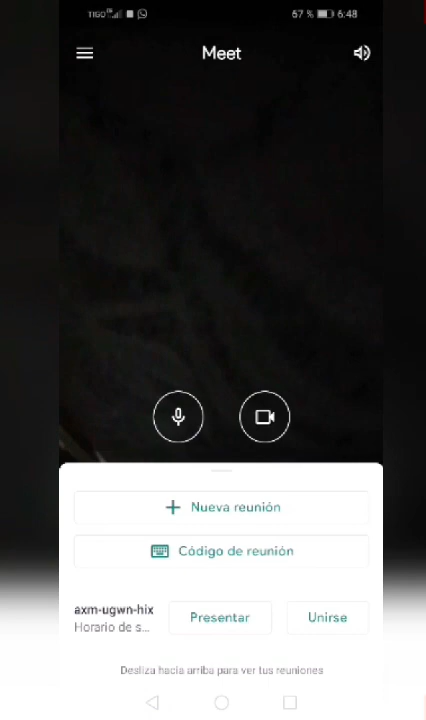 TIGO 67 % 6:48
Meet
+ Nueva reunión
Código de reunión
axm-ugwn-hix
Horario de s...
Presentar
Unirse
Desliza hacia arriba para ver tus reuniones